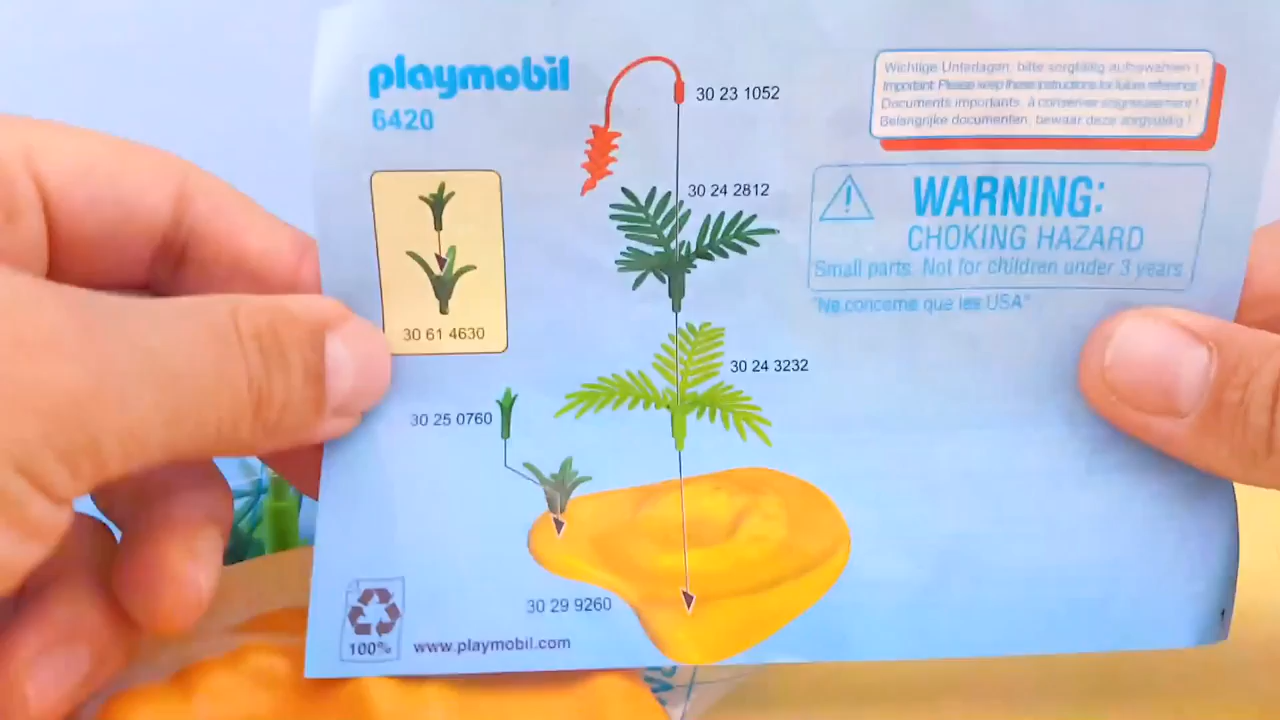 playmobil
6420
30 23 1052
30 24 2812
30 61 4630
30 24 3232
30 25 0760
30 29 9260
100%
www.playmobil.com
Wichtige Unterlagen, bitte sorgfältig aufbewahren !
Important: Please keep these instructions for future reference !
Documents importants, à conserver soigneusement !
Belangrijke documenten, bewaar deze zorgvuldig !
WARNING:
CHOKING HAZARD
Small parts. Not for children under 3 years.
"Ne concerne que les USA"